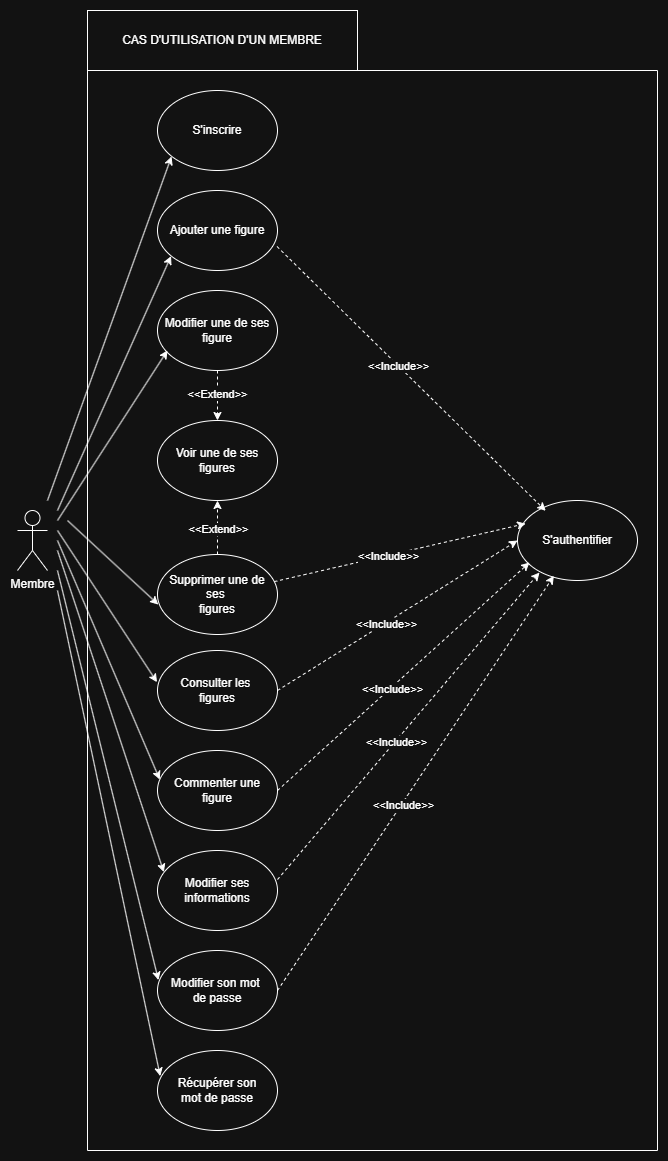 CAS D'UTILISATION D'UN MEMBRE
S'inscrire
Ajouter une figure
Modifier une de ses
figure
<<Include>>
<<Extend>>
Voir une de ses
figures
<<Extend>>
S'authentifier
<<Include>>
Membre
Supprimer une de
ses
figures
<<Include>>
Consulter les
figures
<<Include>>
<<Include>>
Commenter une
figure
<<Include>>
Modifier ses
informations
Modifier son mot
de passe
Récupérer son
mot de passe